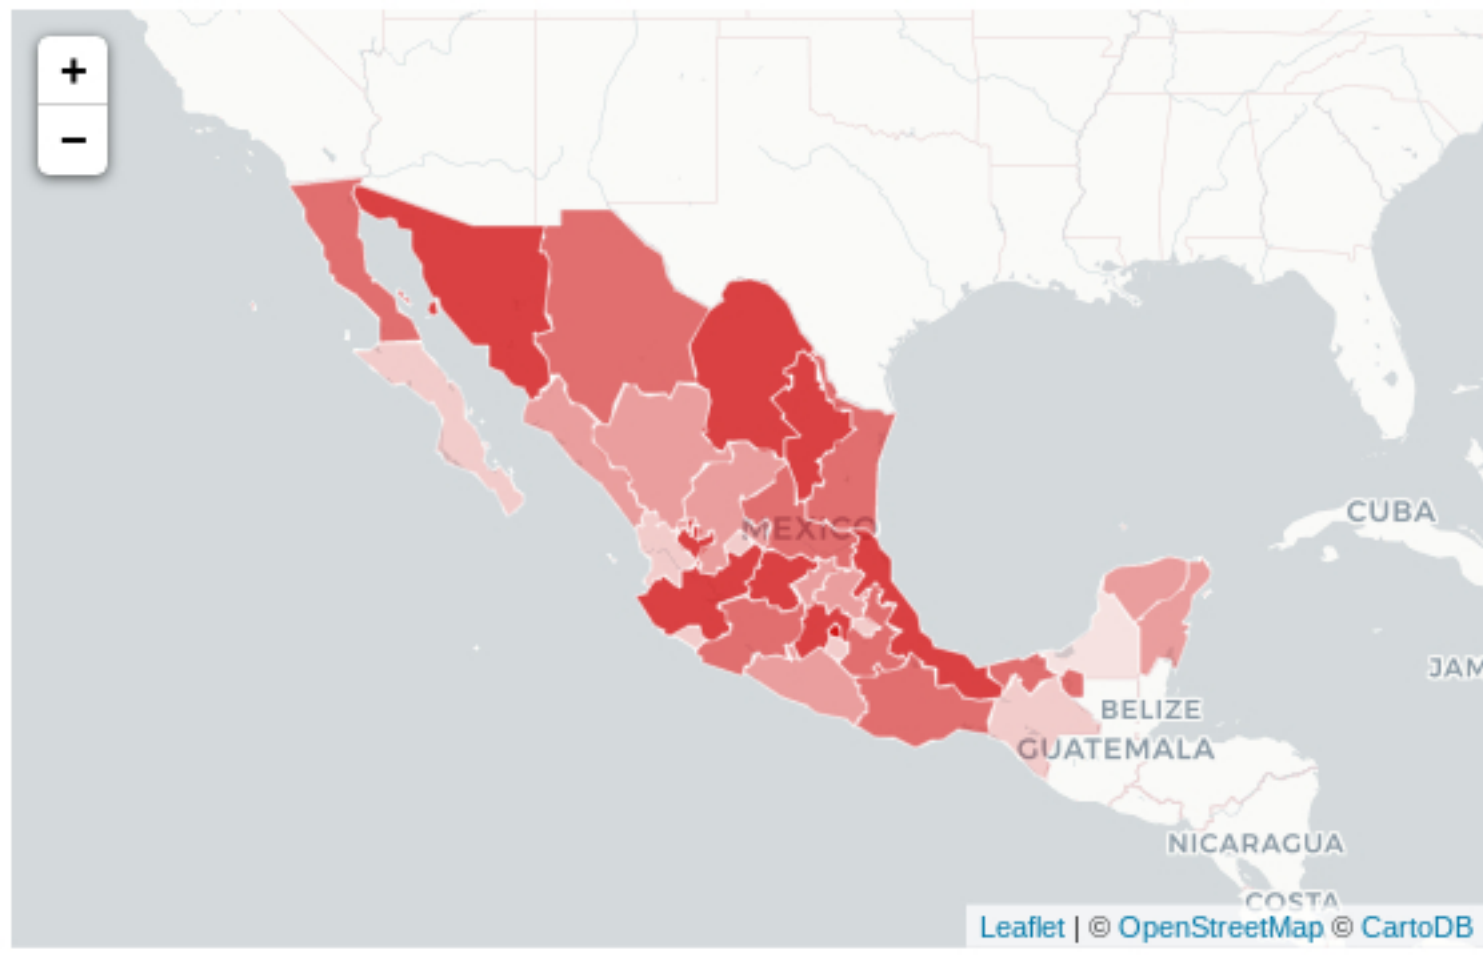 +
−
MEXICO
CUBA
JAM
BELIZE
GUATEMALA
NICARAGUA
COSTA
Leaflet | © OpenStreetMap © CartoDB